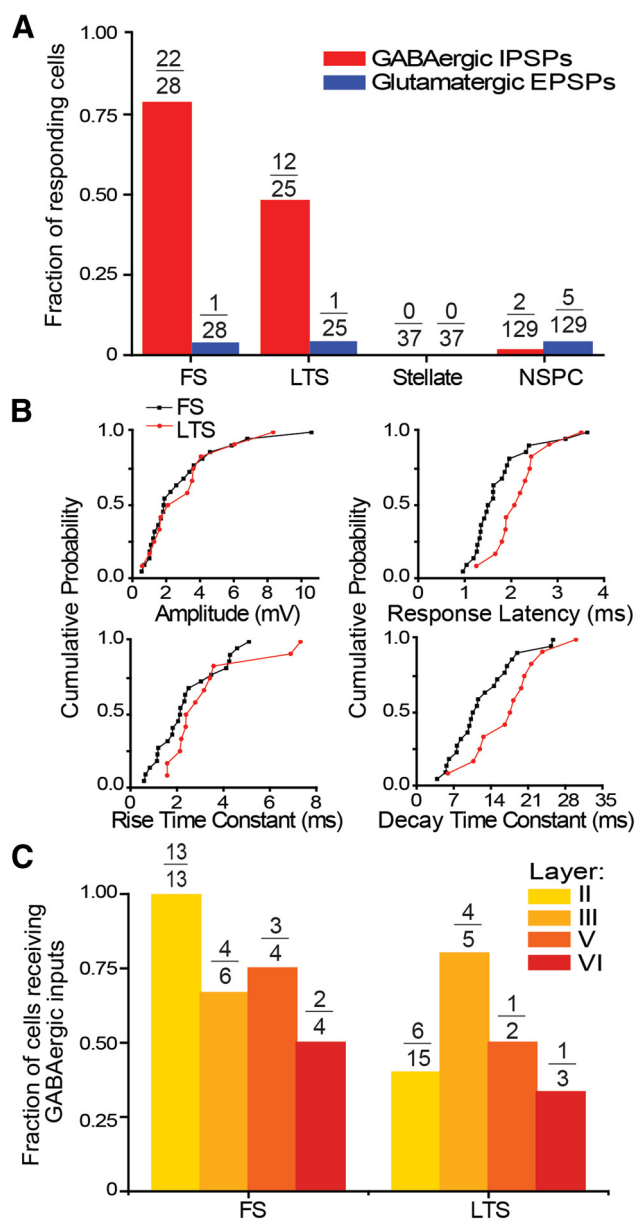 A
Fraction of responding cells
1.00
0.75
0.50
0.25
0
GABAergic IPSPs
Glutamatergic EPSPs
22
28
1
28
12
25
1
25
0
37
0
37
2
129
5
129
FS
LTS
Stellate
NSPC
B
FS
LTS
Cumulative Probability
1.0
0.5
0.0
0
2
4
6
8
10
Amplitude (mV)
Cumulative Probability
1.0
0.5
0.0
0
1
2
3
4
Response Latency (ms)
1.0
0.5
0.0
0
2
4
6
8
Rise Time Constant (ms)
1.0
0.5
0.0
0
7
14
21
28
35
Decay Time Constant (ms)
C
Fraction of cells receiving
GABAergic inputs
1.00
0.75
0.50
0.25
0
Layer:
II
III
V
VI
13
13
4
6
3
4
2
4
6
15
4
5
1
2
1
3
FS
LTS